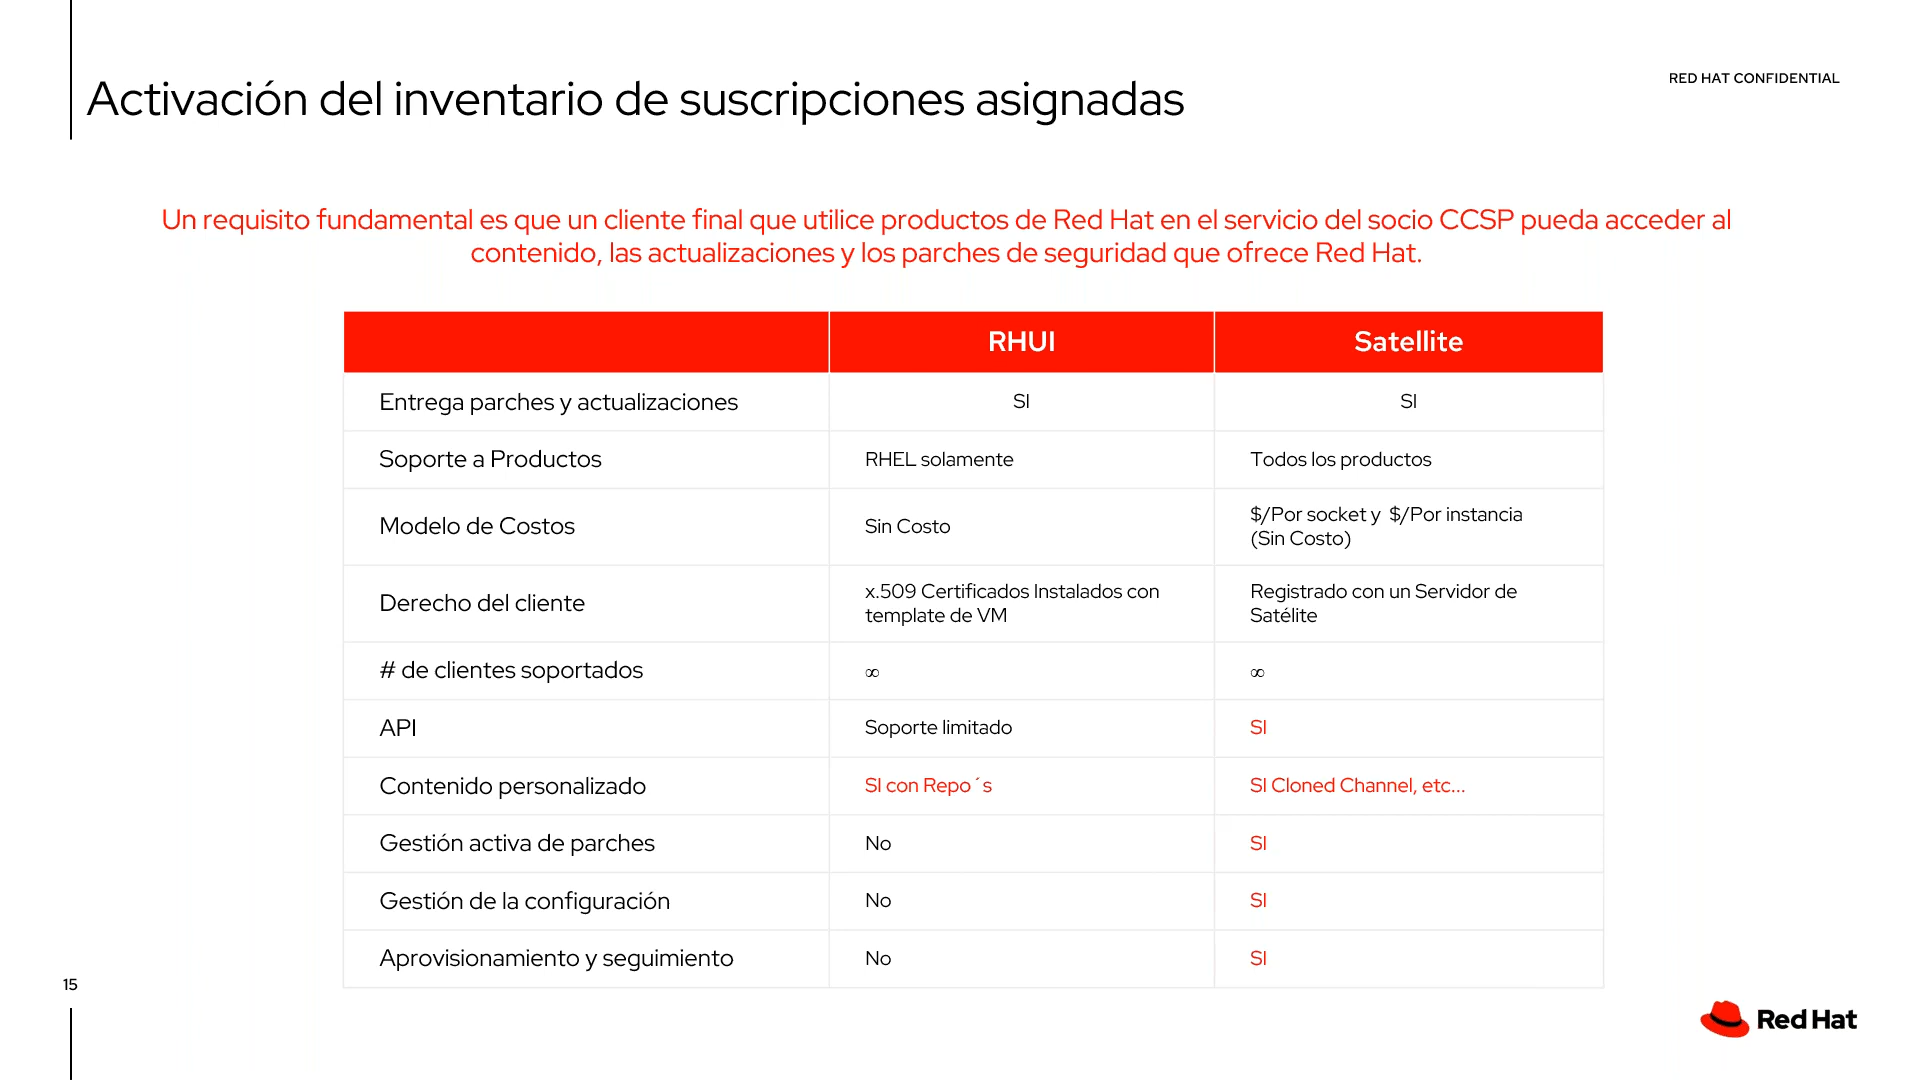 Activación del inventario de suscripciones asignadas
RED HAT CONFIDENTIAL
Un requisito fundamental es que un cliente final que utilice productos de Red Hat en el servicio del socio CCSP pueda acceder al
contenido, las actualizaciones y los parches de seguridad que ofrece Red Hat.
RHUI Satellite
Entrega parches y actualizaciones SI SI
Soporte a Productos RHEL solamente Todos los productos
Modelo de Costos Sin Costo $/Por socket y  $/Por instancia
(Sin Costo)
Derecho del cliente x.509 Certificados Instalados con
template de VM
Registrado con un Servidor de
Satélite
# de clientes soportados ∞ ∞
API Soporte limitado SI
Contenido personalizado SI con Repo´s SI Cloned Channel, etc...
Gestión activa de parches No SI
Gestión de la configuración No SI
Aprovisionamiento y seguimiento No SI
15
Red Hat